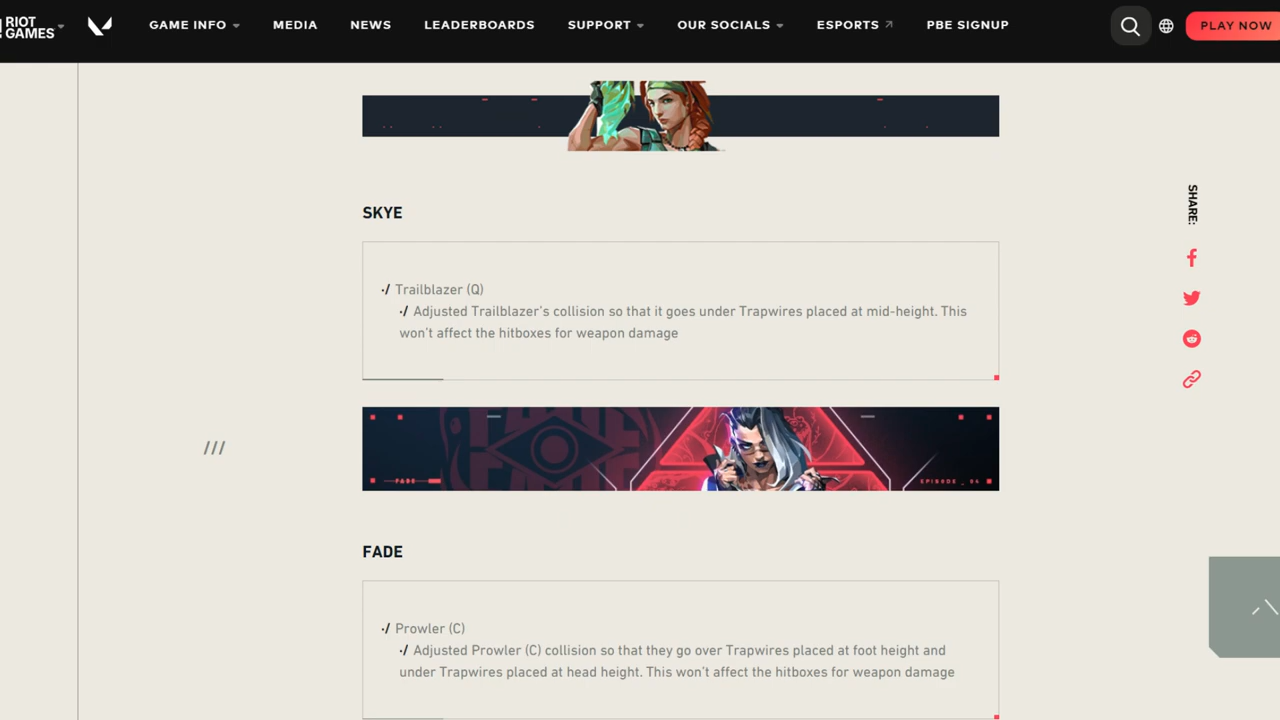 RIOT
GAMES
GAME INFO
MEDIA
NEWS
LEADERBOARDS
SUPPORT
OUR SOCIALS
ESPORTS
PBE SIGNUP
PLAY NOW
SHARE:
SKYE
·/ Trailblazer (Q)
·/ Adjusted Trailblazer's collision so that it goes under Trapwires placed at mid-height. This
won't affect the hitboxes for weapon damage
///
FADE
EPISODE _ 04
FADE
·/ Prowler (C)
·/ Adjusted Prowler (C) collision so that they go over Trapwires placed at foot height and
under Trapwires placed at head height. This won't affect the hitboxes for weapon damage